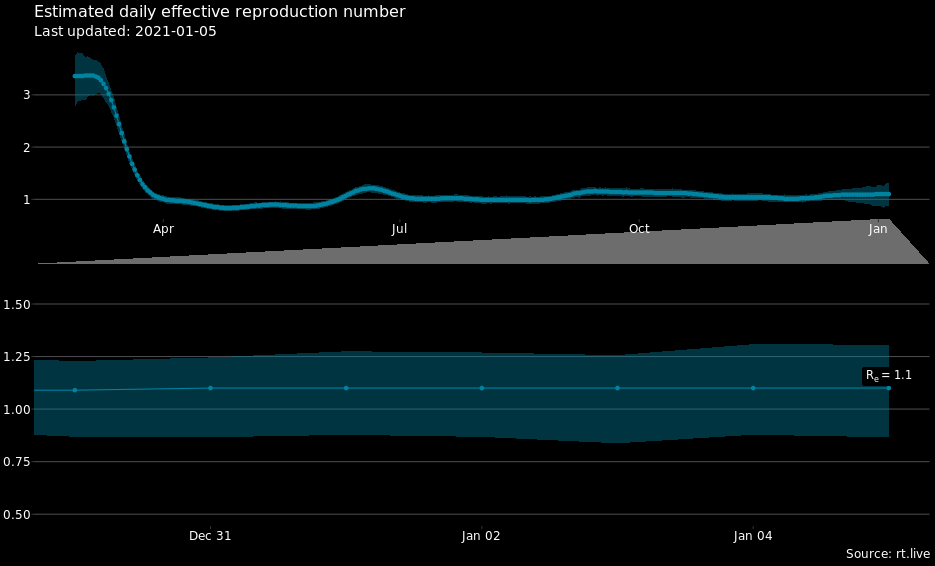 Estimated daily effective reproduction number
Last updated: 2021-01-05
3
2
1
Apr Jul Oct Jan
1.50
1.25
Re = 1.1
1.00
0.75
0.50
Dec 31 Jan 02 Jan 04
Source: rt.live